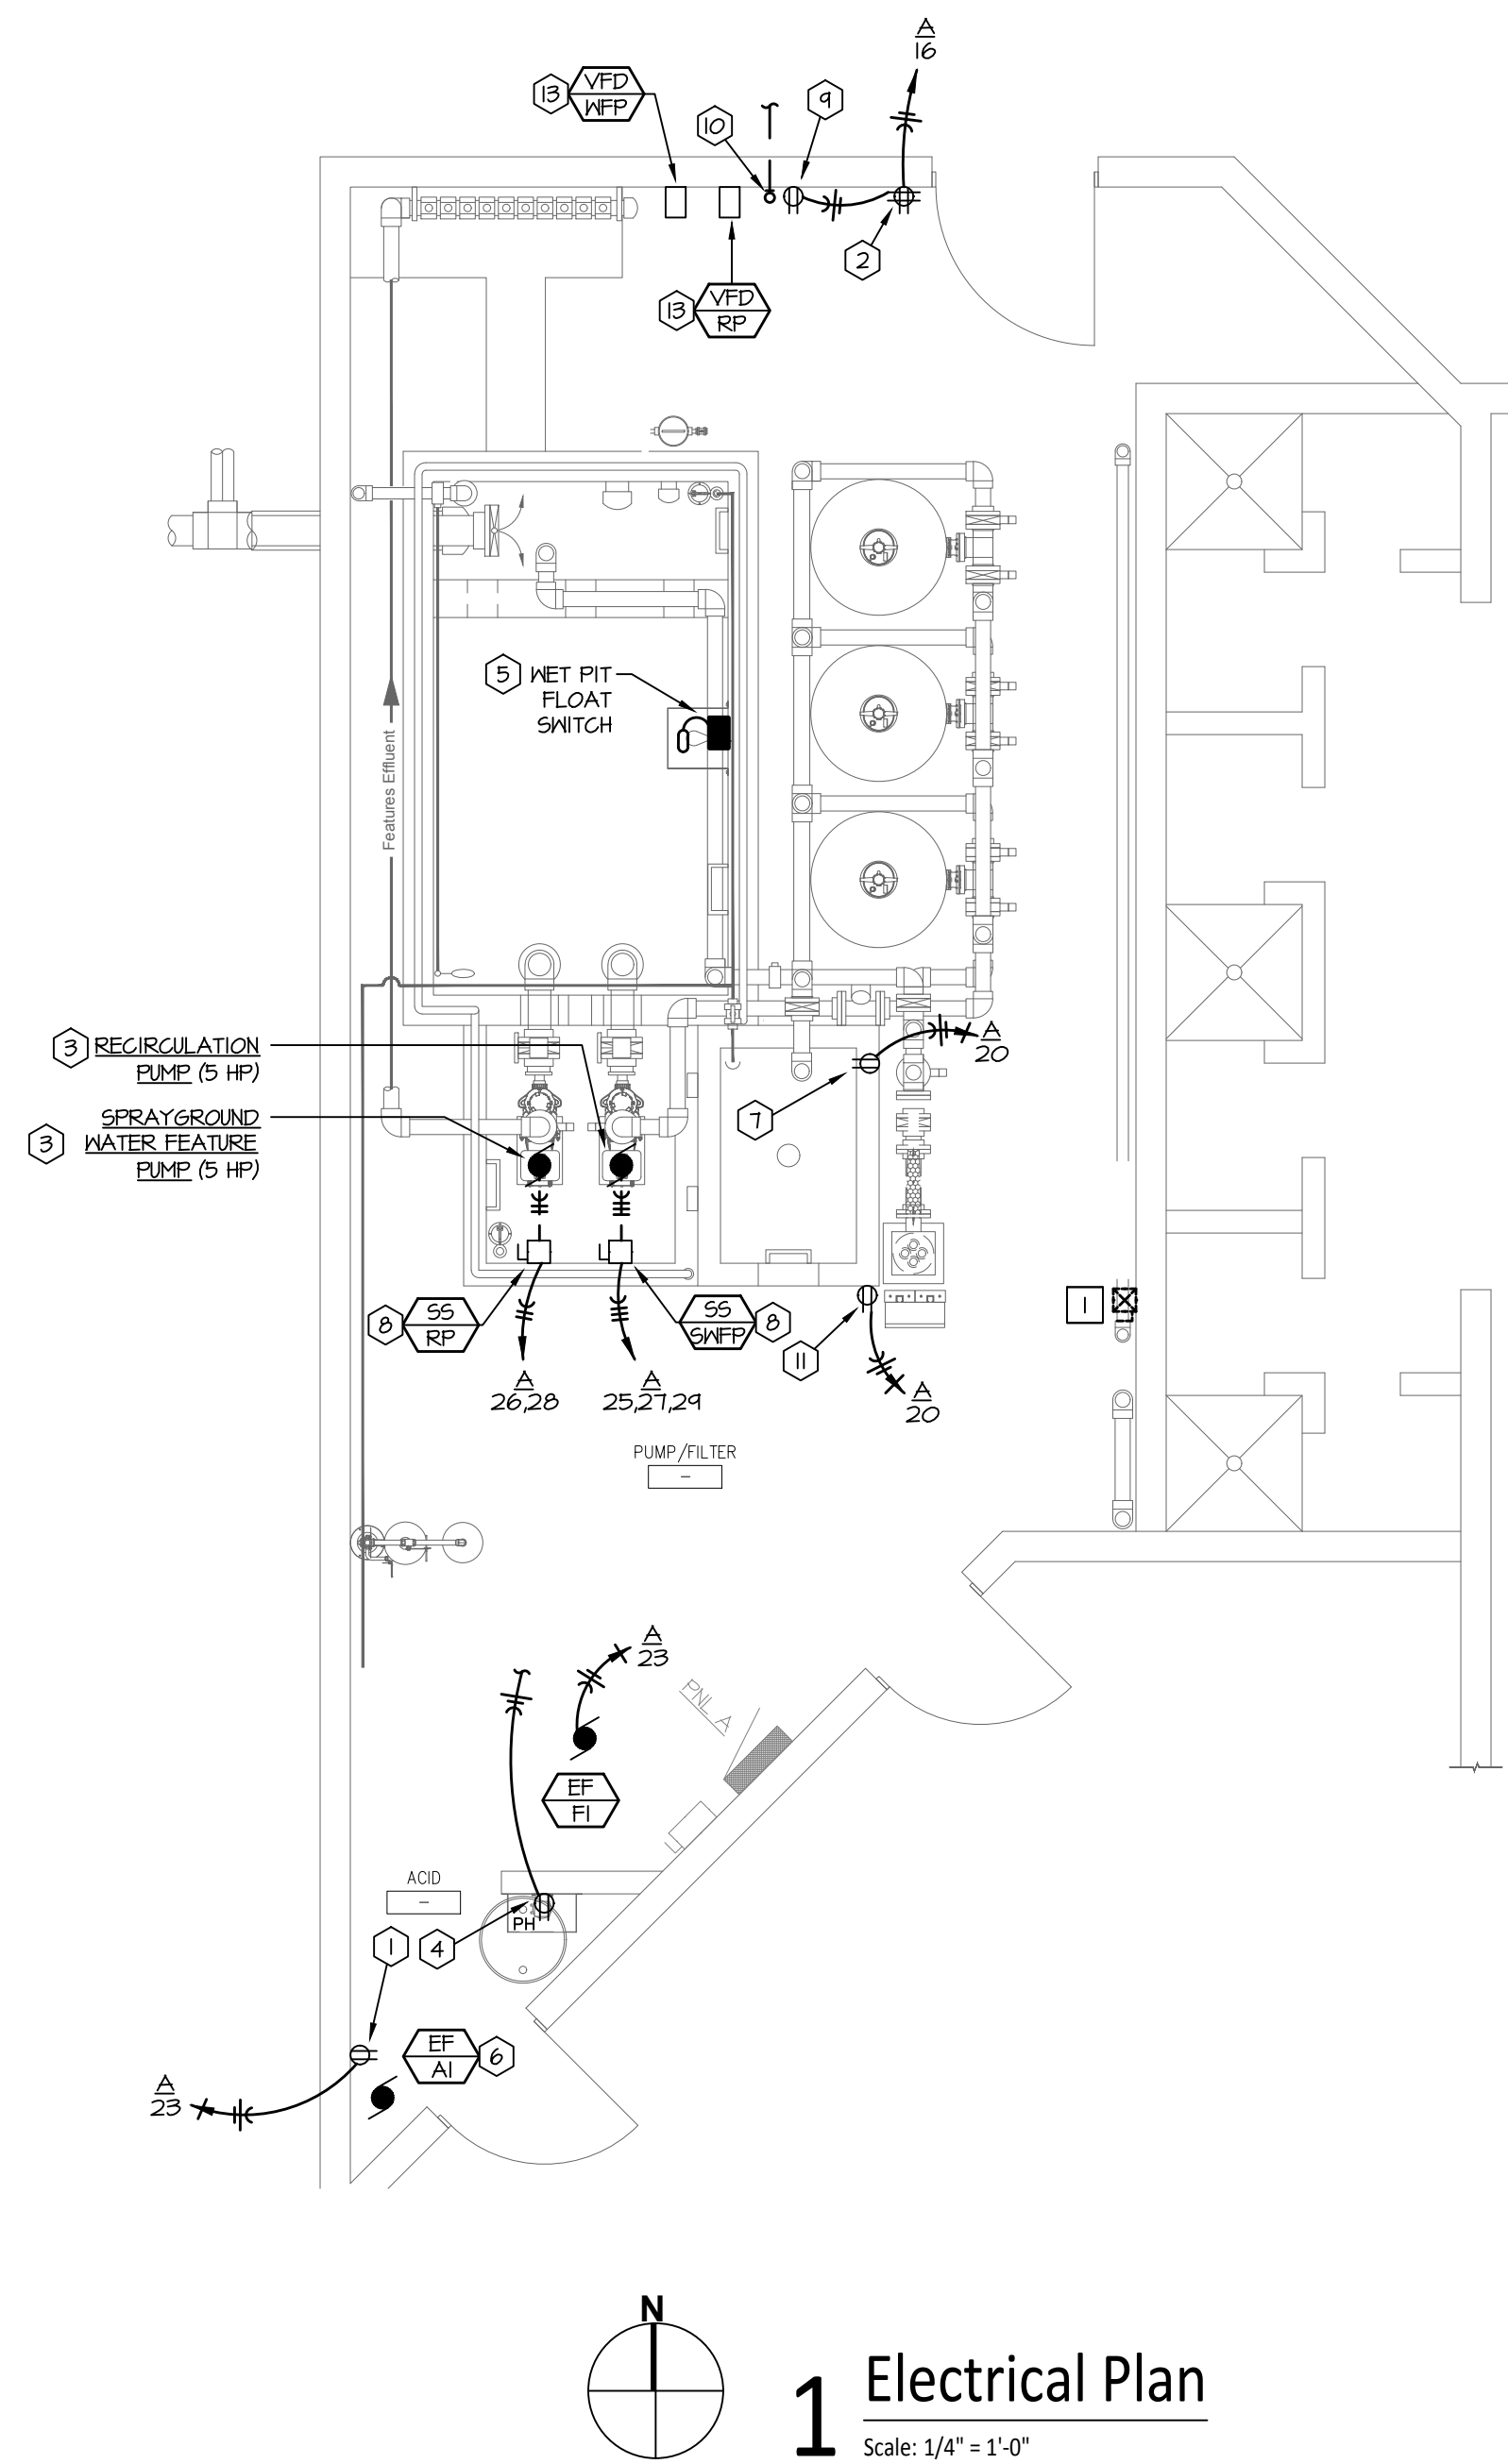 A
16
13
VFD
WFP
10
9
2
13
VFD
RP
5
WET PIT
FLOAT
SWITCH
Features Effluent
3
RECIRCULATION
PUMP (5 HP)
A
20
SPRAYGROUND
3
WATER FEATURE
PUMP (5 HP)
7
8
SS
RP
SS
SWFP
8
1
11
A
26,28
A
25,27,29
A
20
PUMP/FILTER
-
A
23
PNL A
EF
F1
ACID
-
PH
1
4
EF
A1
6
A
23
N
1
Electrical Plan
Scale: 1/4" = 1'-0"